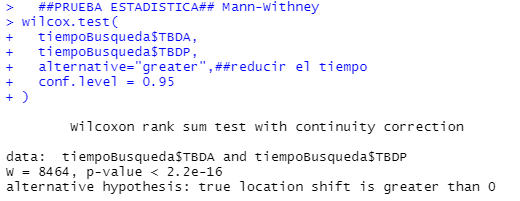 >   ##PRUEBA ESTADISTICA## Mann-Withney
> wilcox.test(
+   tiempoBusqueda$TBDA,
+   tiempoBusqueda$TBDP,
+   alternative="greater",##reducir el tiempo
+   conf.level = 0.95
+ )
Wilcoxon rank sum test with continuity correction
data:  tiempoBusqueda$TBDA and tiempoBusqueda$TBDP
W = 8464, p-value < 2.2e-16
alternative hypothesis: true location shift is greater than 0